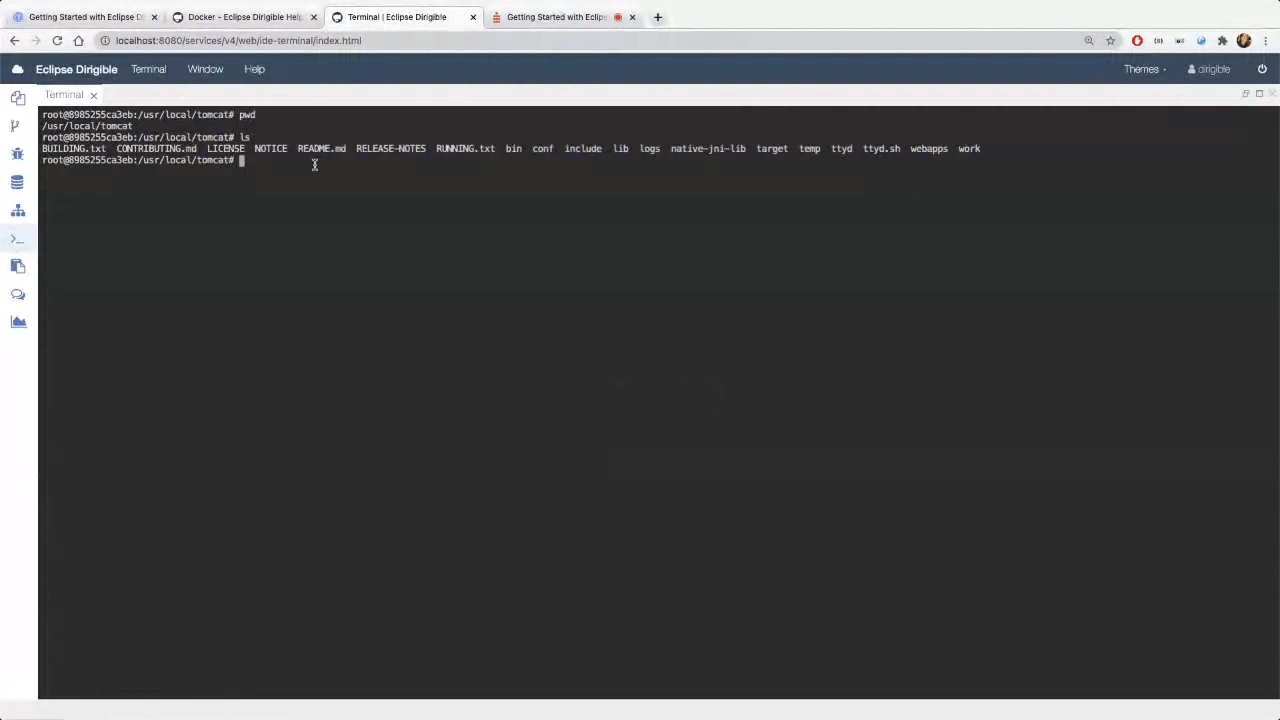 Getting Started with Eclipse D
Docker - Eclipse Dirigible Help
Terminal | Eclipse Dirigible
Getting Started with Eclips
localhost:8080/services/v4/web/ide-terminal/index.html
Eclipse Dirigible
Terminal
Window
Help
Themes
dirigible
Terminal
root@8985255ca3eb:/usr/local/tomcat# pwd
/usr/local/tomcat
root@8985255ca3eb:/usr/local/tomcat# ls
BUILDING.txt CONTRIBUTING.md LICENSE NOTICE README.md RELEASE-NOTES RUNNING.txt bin conf include lib logs native-jni-lib target temp ttyd ttyd.sh webapps work
root@8985255ca3eb:/usr/local/tomcat#